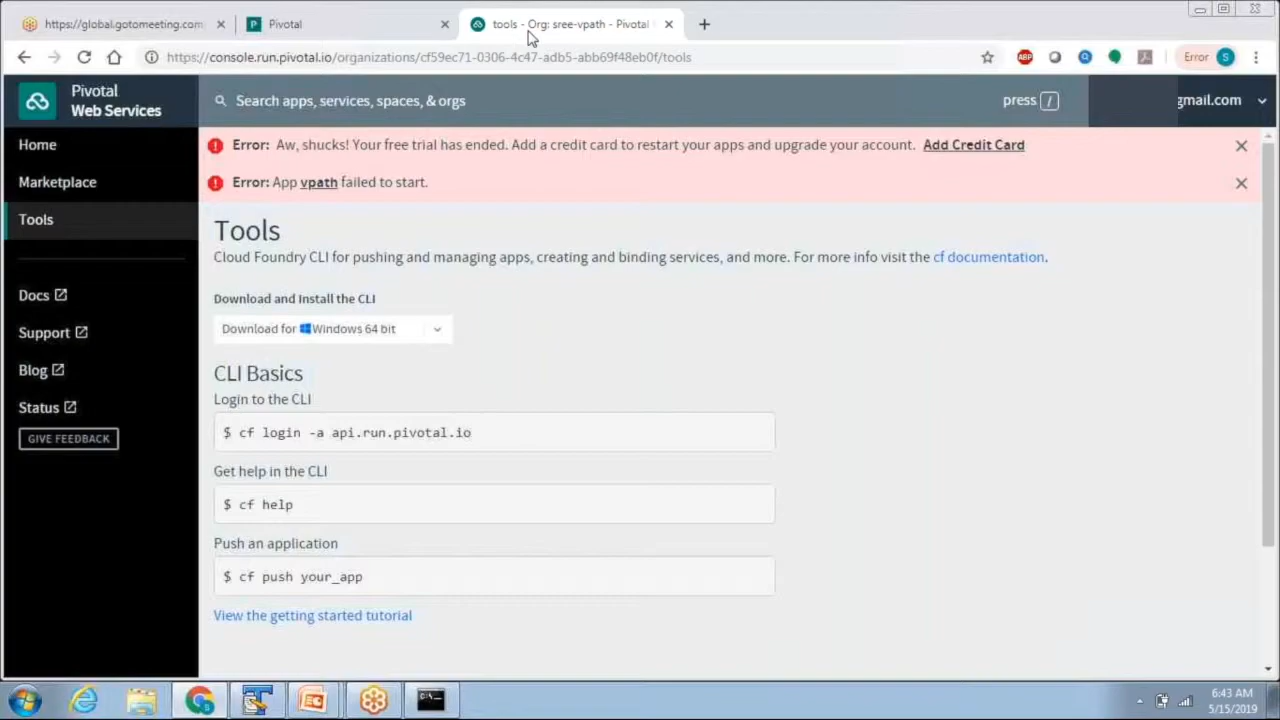 https://global.gotomeeting.com
Pivotal
tools - Org: sree-vpath - Pivotal
https://console.run.pivotal.io/organizations/cf59ec71-0306-4c47-adb5-abb69f48eb0f/tools
ABP
Error
S
Pivotal
Web Services
Search apps, services, spaces, & orgs
press /
gmail.com
Home
Marketplace
Tools
Docs
Support
Blog
Status
GIVE FEEDBACK
Error: Aw, shucks! Your free trial has ended. Add a credit card to restart your apps and upgrade your account. Add Credit Card
Error: App vpath failed to start.
Tools
Cloud Foundry CLI for pushing and managing apps, creating and binding services, and more. For more info visit the cf documentation.
Download and Install the CLI
Download for Windows 64 bit
CLI Basics
Login to the CLI
$ cf login -a api.run.pivotal.io
Get help in the CLI
$ cf help
Push an application
$ cf push your_app
View the getting started tutorial
6:43 AM
5/15/2019